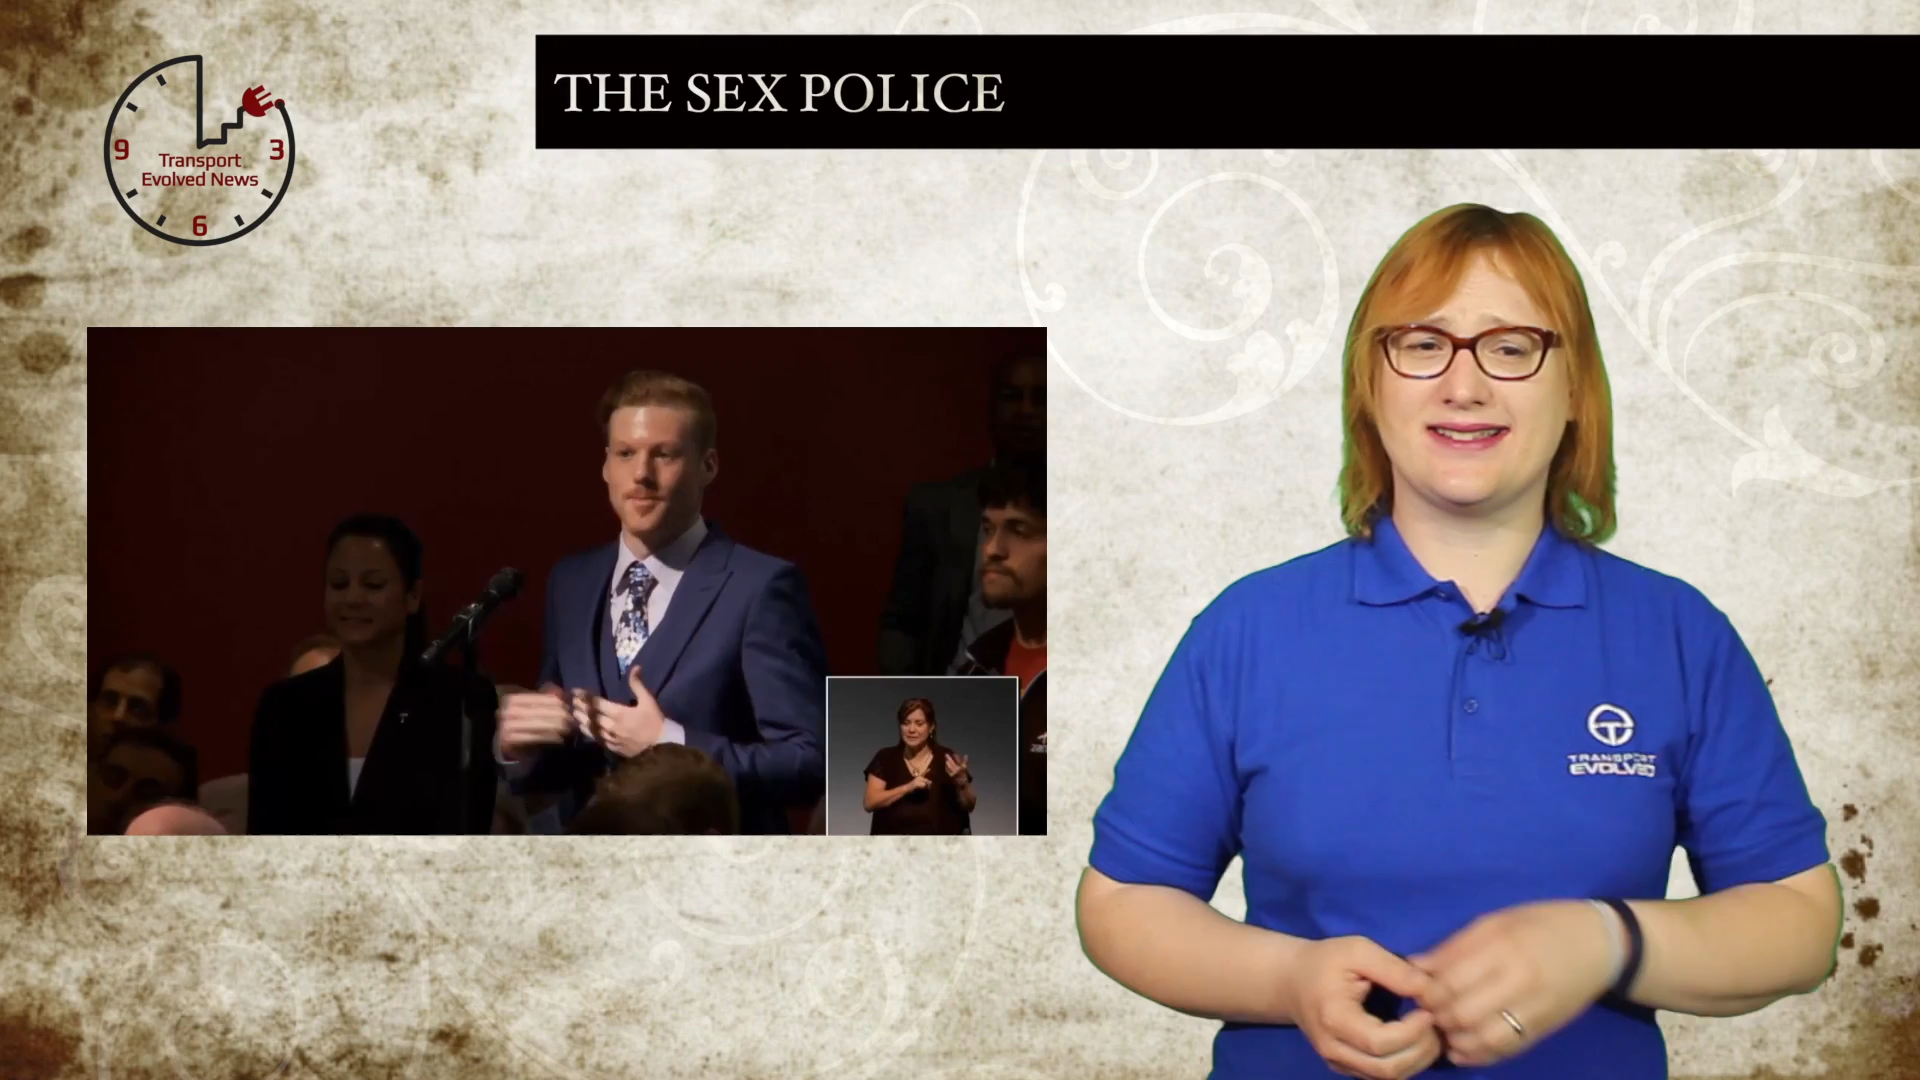 THE SEX POLICE
9
3
Transport
Evolved News
6
TRANSPORT
EVOLVED